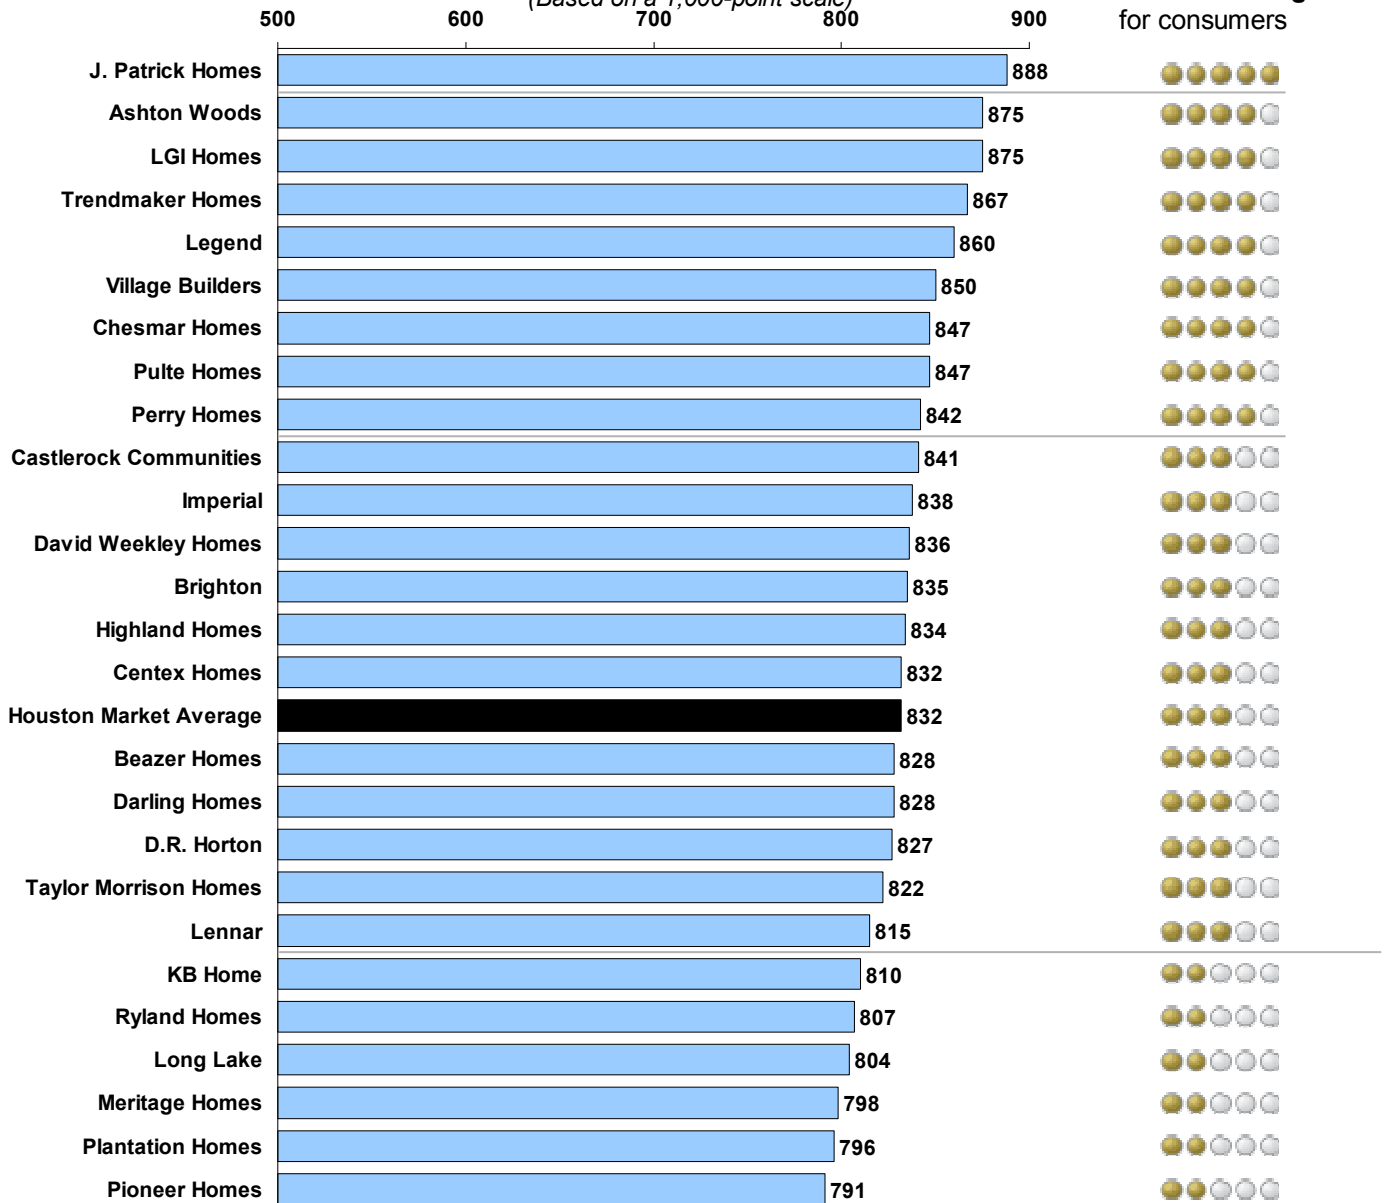 (Based on a 1,000-point scale)
500 600 700 800 900
for consumers
J. Patrick Homes 888
Ashton Woods 875
LGI Homes 875
Trendmaker Homes 867
Legend 860
Village Builders 850
Chesmar Homes 847
Pulte Homes 847
Perry Homes 842
Castlerock Communities 841
Imperial 838
David Weekley Homes 836
Brighton 835
Highland Homes 834
Centex Homes 832
Houston Market Average 832
Beazer Homes 828
Darling Homes 828
D.R. Horton 827
Taylor Morrison Homes 822
Lennar 815
KB Home 810
Ryland Homes 807
Long Lake 804
Meritage Homes 798
Plantation Homes 796
Pioneer Homes 791